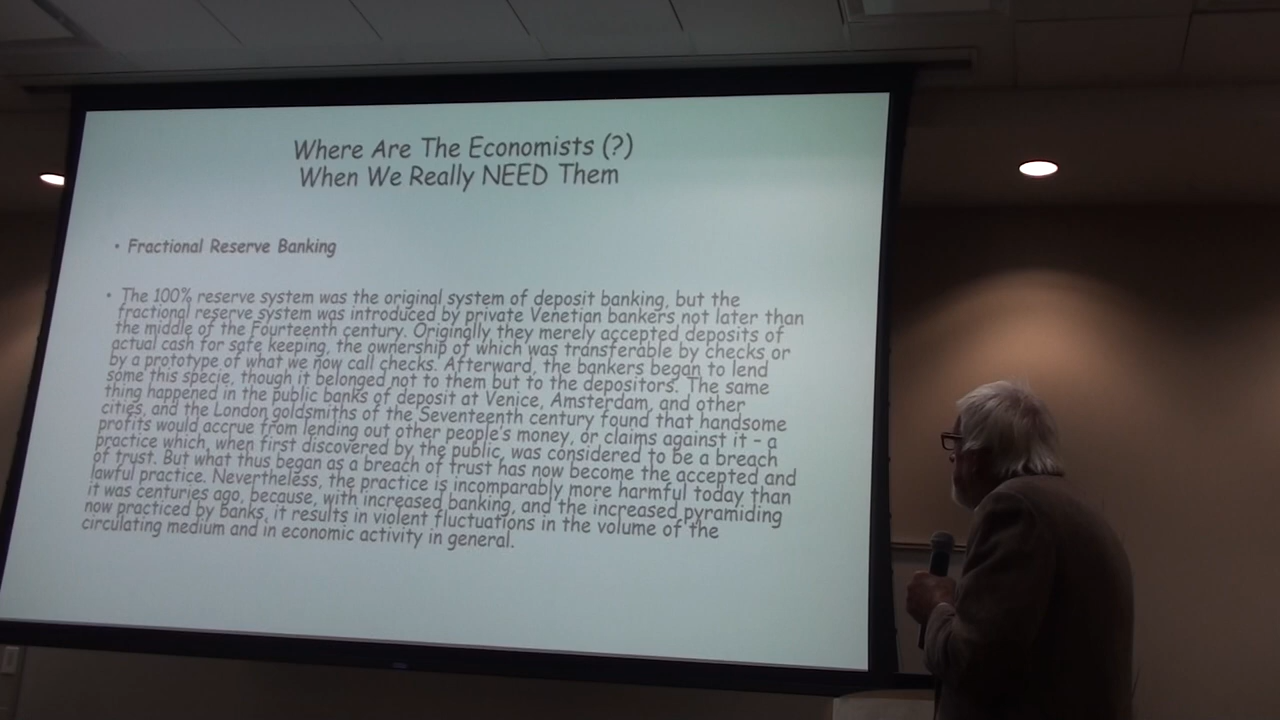 Where Are The Economists (?)
When We Really NEED Them
• Fractional Reserve Banking
• The 100% reserve system was the original system of deposit banking, but the
fractional reserve system was introduced by private Venetian bankers not later than
the middle of the Fourteenth century. Originally they merely accepted deposits of
actual cash for safe keeping, the ownership of which was transferable by checks or
by a prototype of what we now call checks. Afterward, the bankers began to lend
some this specie, though it belonged not to them but to the depositors. The same
thing happened in the public banks of deposit at Venice, Amsterdam, and other
cities, and the London goldsmiths of the Seventeenth century found that handsome
profits would accrue from lending out other people's money, or claims against it – a
practice which, when first discovered by the public, was considered to be a breach
of trust. But what thus began as a breach of trust has now become the accepted and
lawful practice. Nevertheless, the practice is incomparably more harmful today than
it was centuries ago, because, with increased banking, and the increased pyramiding
now practiced by banks, it results in violent fluctuations in the volume of the
circulating medium and in economic activity in general.